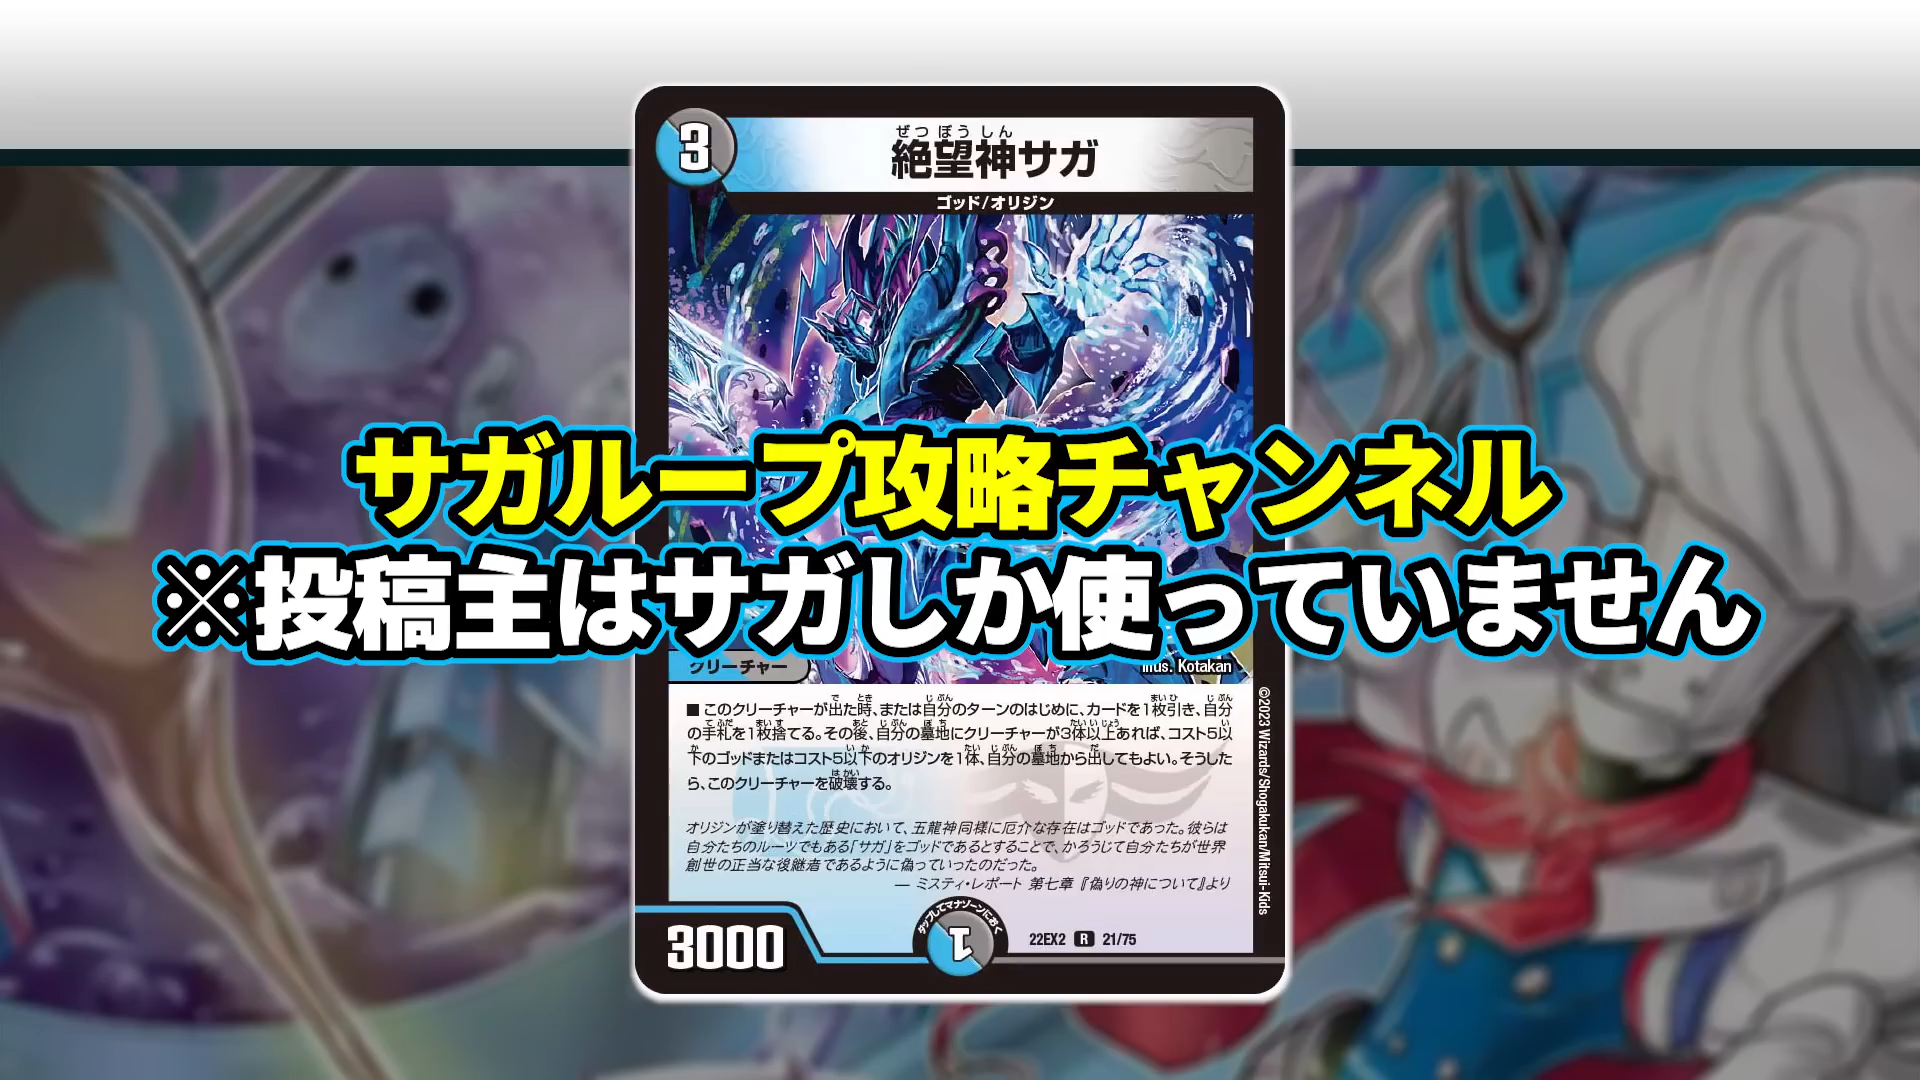 3
ぜつぼうしん
絶望神サガ
ゴッド/オリジン
サガループ攻略チャンネル
※投稿主はサガしか使っていません
クリーチャー
Illus. Kotakan
■このクリーチャーが出た時、または自分のターンのはじめに、カードを1枚引き、自分
の手札を1枚捨てる。その後、自分の墓地にクリーチャーが3体以上あれば、コスト5以
下のゴッドまたはコスト5以下のオリジンを1体、自分の墓地から出してもよい。そうした
ら、このクリーチャーを破壊する。
オリジンが塗り替えた歴史において、五龍神同様に厄介な存在はゴッドであった。彼らは
自分たちのルーツでもある「サガ」をゴッドであるとすることで、かろうじて自分たちが世界
創世の正当な後継者であるように偽っていったのだった。
— ミスティ・レポート 第七章『偽りの神について』より
©2023 Wizards/Shogakukan/Mitsui-Kids
タップしてマナゾーンにおく
1
3000
22EX2 R 21/75